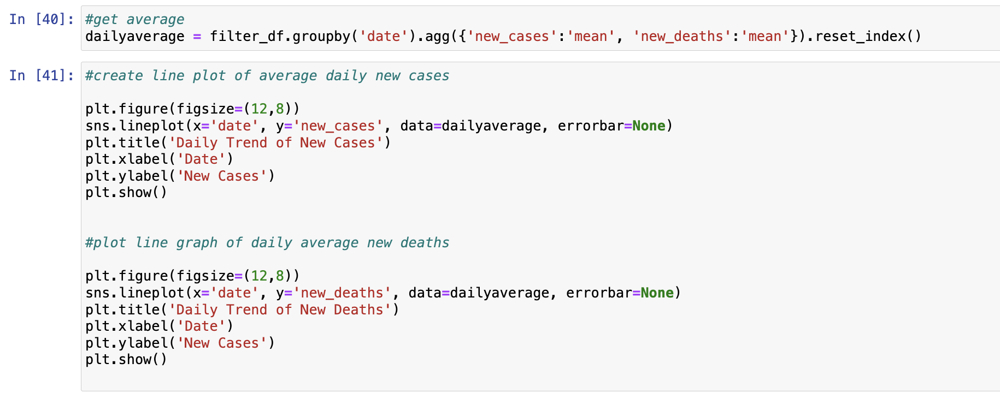 In [40]: #get average
dailyaverage = filter_df.groupby('date').agg({'new_cases':'mean', 'new_deaths':'mean'}).reset_index()
In [41]: #create line plot of average daily new cases
plt.figure(figsize=(12,8))
sns.lineplot(x='date', y='new_cases', data=dailyaverage, errorbar=None)
plt.title('Daily Trend of New Cases')
plt.xlabel('Date')
plt.ylabel('New Cases')
plt.show()
#plot line graph of daily average new deaths
plt.figure(figsize=(12,8))
sns.lineplot(x='date', y='new_deaths', data=dailyaverage, errorbar=None)
plt.title('Daily Trend of New Deaths')
plt.xlabel('Date')
plt.ylabel('New Cases')
plt.show()